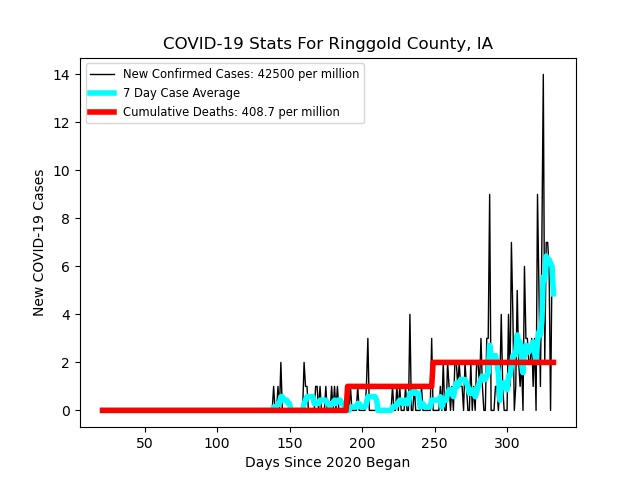 COVID-19 Stats For Ringgold County, IA
New Confirmed Cases: 42500 per million
7 Day Case Average
Cumulative Deaths: 408.7 per million
New COVID-19 Cases
14
12
10
8
6
4
2
0
50
100
150
200
250
300
Days Since 2020 Began